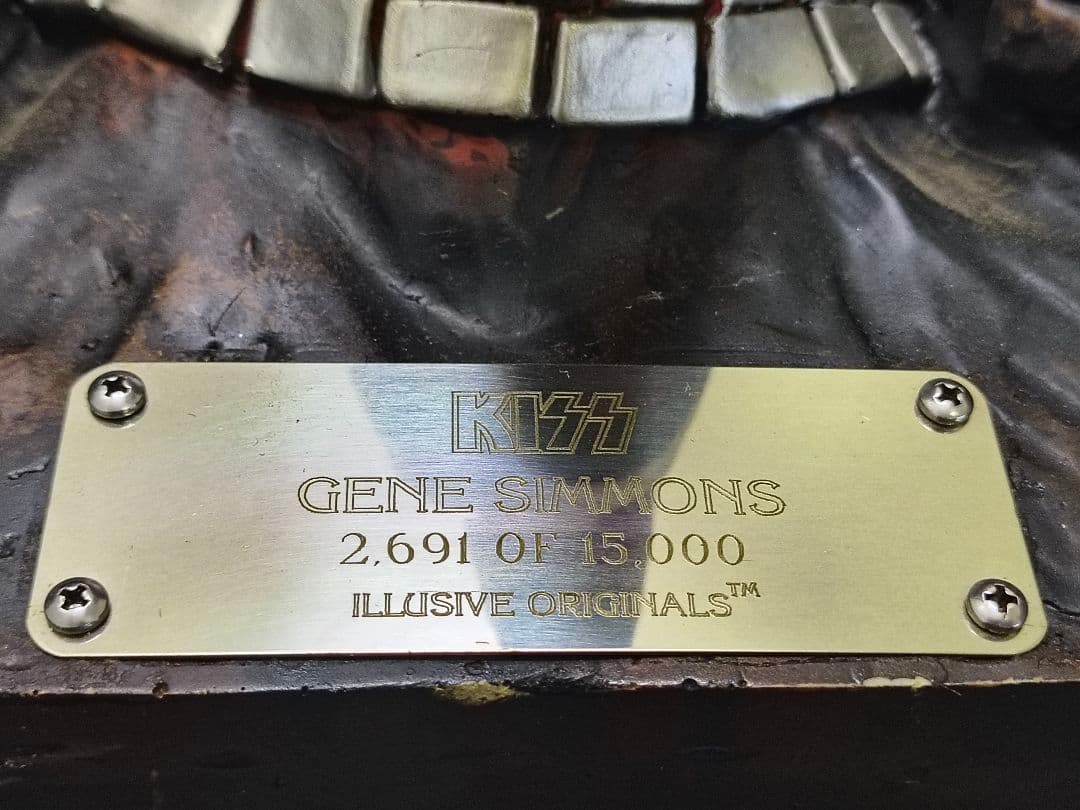 KISS
GENE SIMMONS
2,691 OF 15,000
ILLUSIVE ORIGINALS™